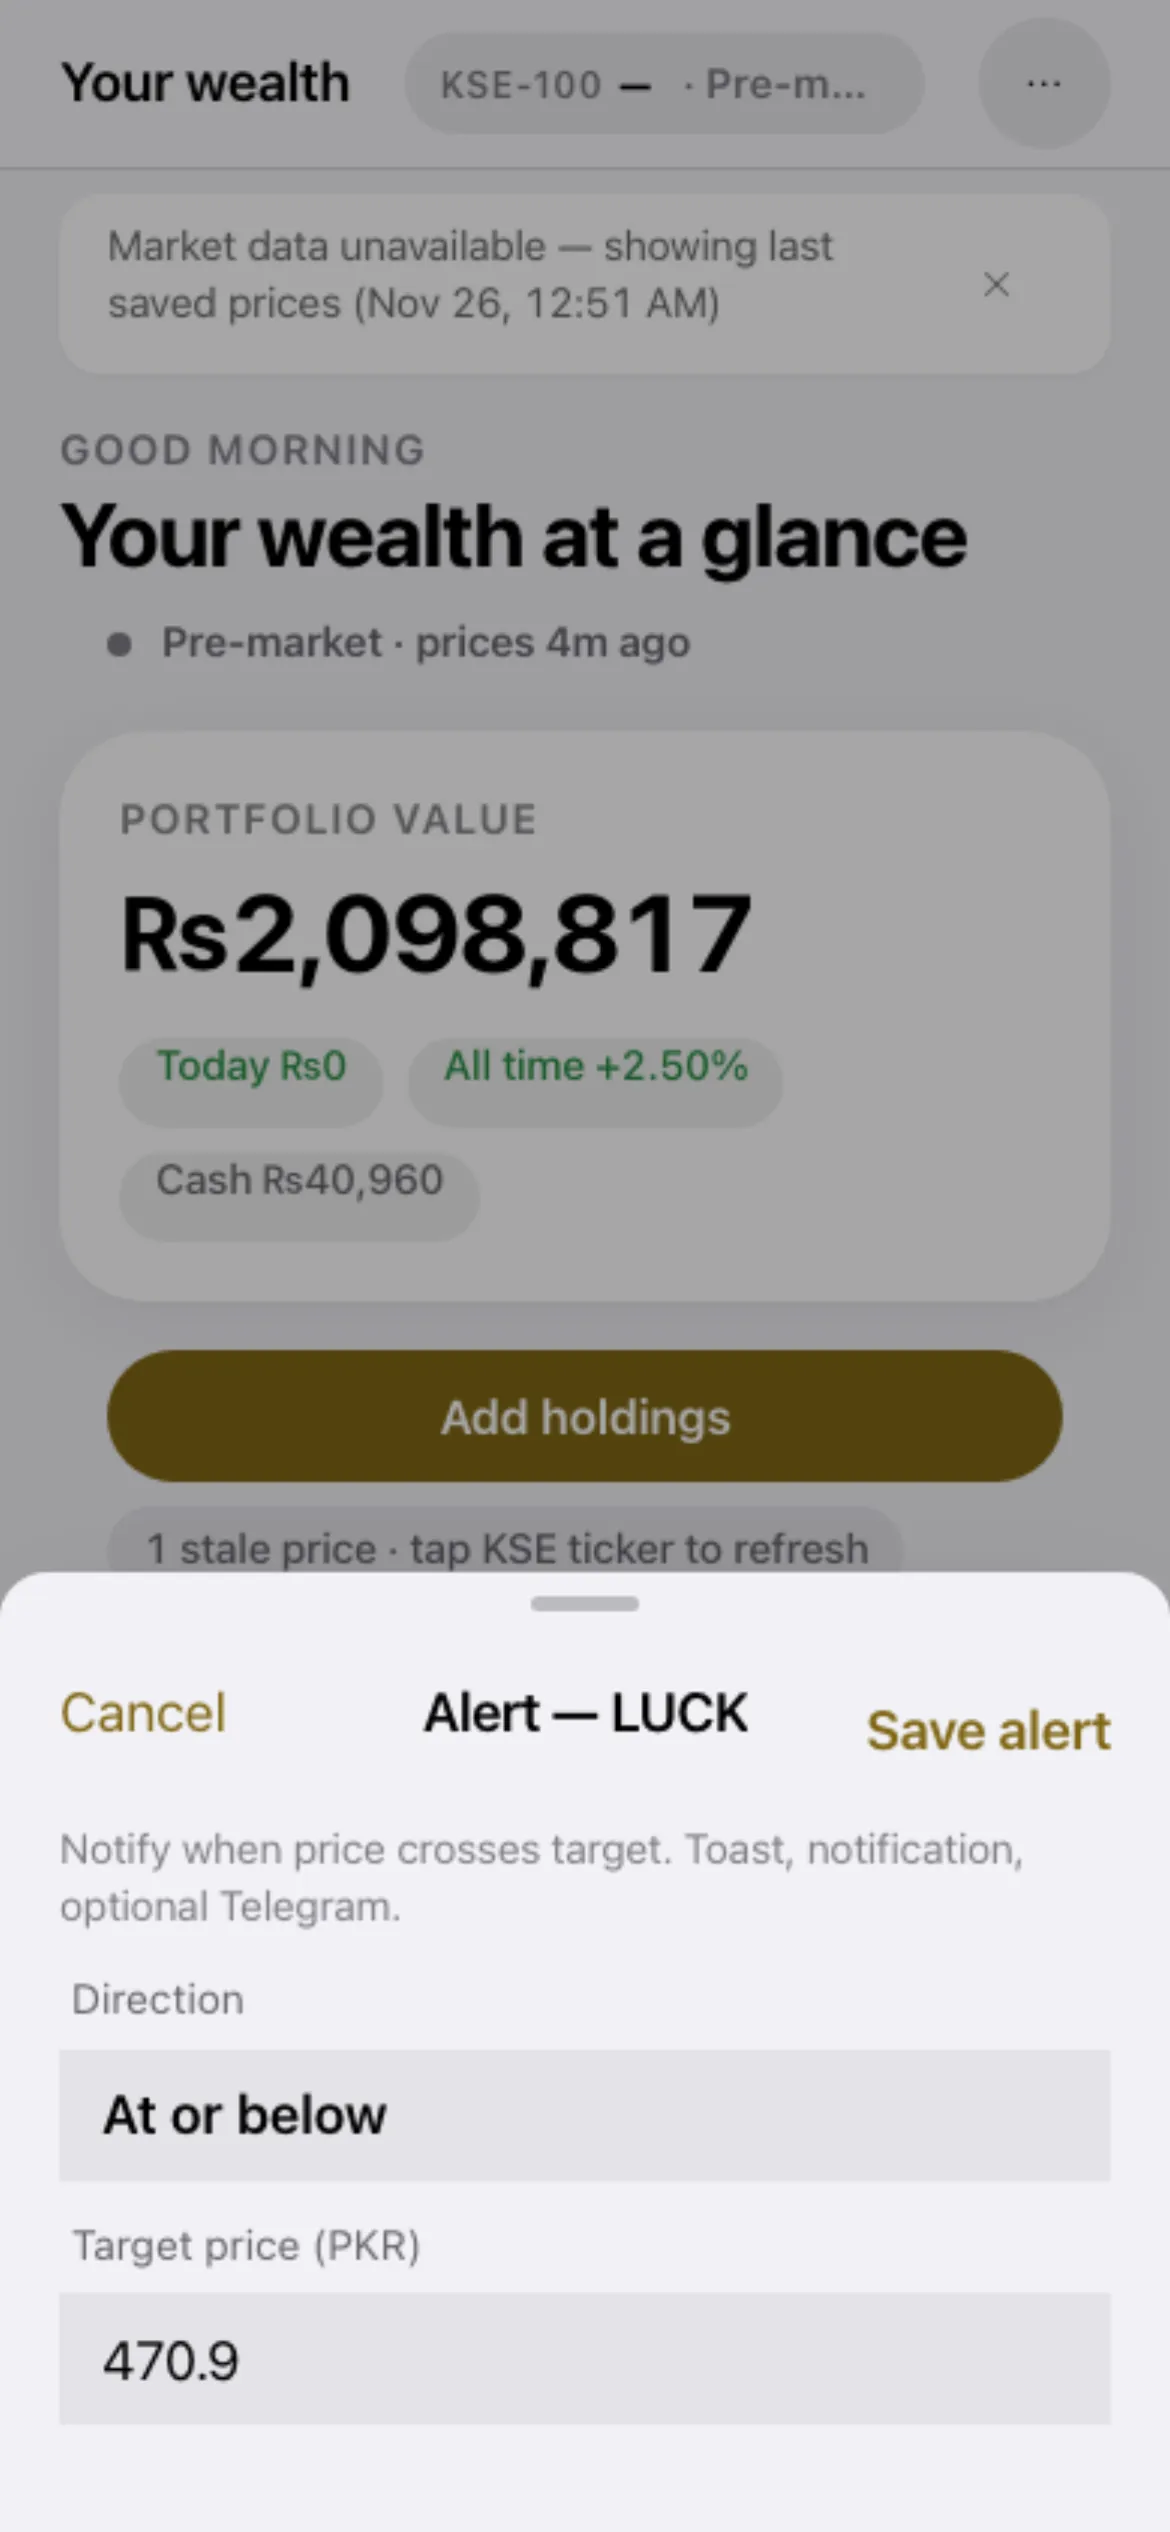 Your wealth
KSE-100 — · Pre-m...
...
Market data unavailable — showing last
saved prices (Nov 26, 12:51 AM)
GOOD MORNING
Your wealth at a glance
Pre-market · prices 4m ago
PORTFOLIO VALUE
Rs2,098,817
Today Rs0
All time +2.50%
Cash Rs40,960
Add holdings
1 stale price · tap KSE ticker to refresh
Cancel
Alert — LUCK
Save alert
Notify when price crosses target. Toast, notification,
optional Telegram.
Direction
At or below
Target price (PKR)
470.9